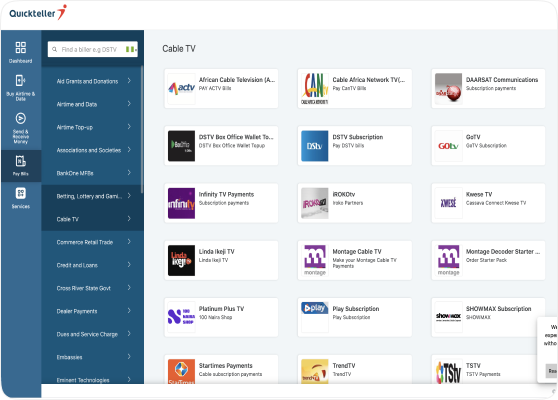 Quickteller
Dashboard
Buy Airtime &
Data
Send &
Receive
Money
Pay Bills
Services
Find a biller e.g DSTV
Aid Grants and Donations
Airtime and Data
Airtime Top-up
Associations and Societies
BankOne MFBs
Betting, Lottery and Gami...
Cable TV
Commerce Retail Trade
Credit and Loans
Cross River State Govt
Dealer Payments
Dues and Service Charge
Embassies
Eminent Technologies
Cable TV
actv
African Cable Television (A...
PAY ACTV Bills
CAN
TV
Cable Africa Network TV(...
Pay CanTV Bills
DAARSAT Communications
Subscription payments
BoxOffice
DSTV Box Office Wallet To...
DSTV Box Office Wallet Topup
DStv
DSTV Subscription
Pay DSTV bills
GOtv
GoTV
GoTV Subscription
infinity
Infinity TV Payments
Subscription payments
iROKOtv
iROKOtv
Iroko Partners
KWESÉ
Kwese TV
Cassava Connect Kwese TV
Linda
Ikeji
TV
Linda Ikeji TV
Linda Ikeji TV
m
montage
Montage Cable TV
Make your Montage Cable TV
Payments
m
montage
Montage Decoder Starter ...
Order Starter Pack
100
NAIRA
SHOP
Platinum Plus TV
100 Naira Shop
play
Play Subscription
Play Subscription
showmax
SHOWMAX Subscription
SHOWMAX
StarTimes
Startimes Payments
Cable subscription payments
trendtv
TrendTV
TrendTV
TStv
TSTV
TSTV Payments
We
expe
witho
Rea